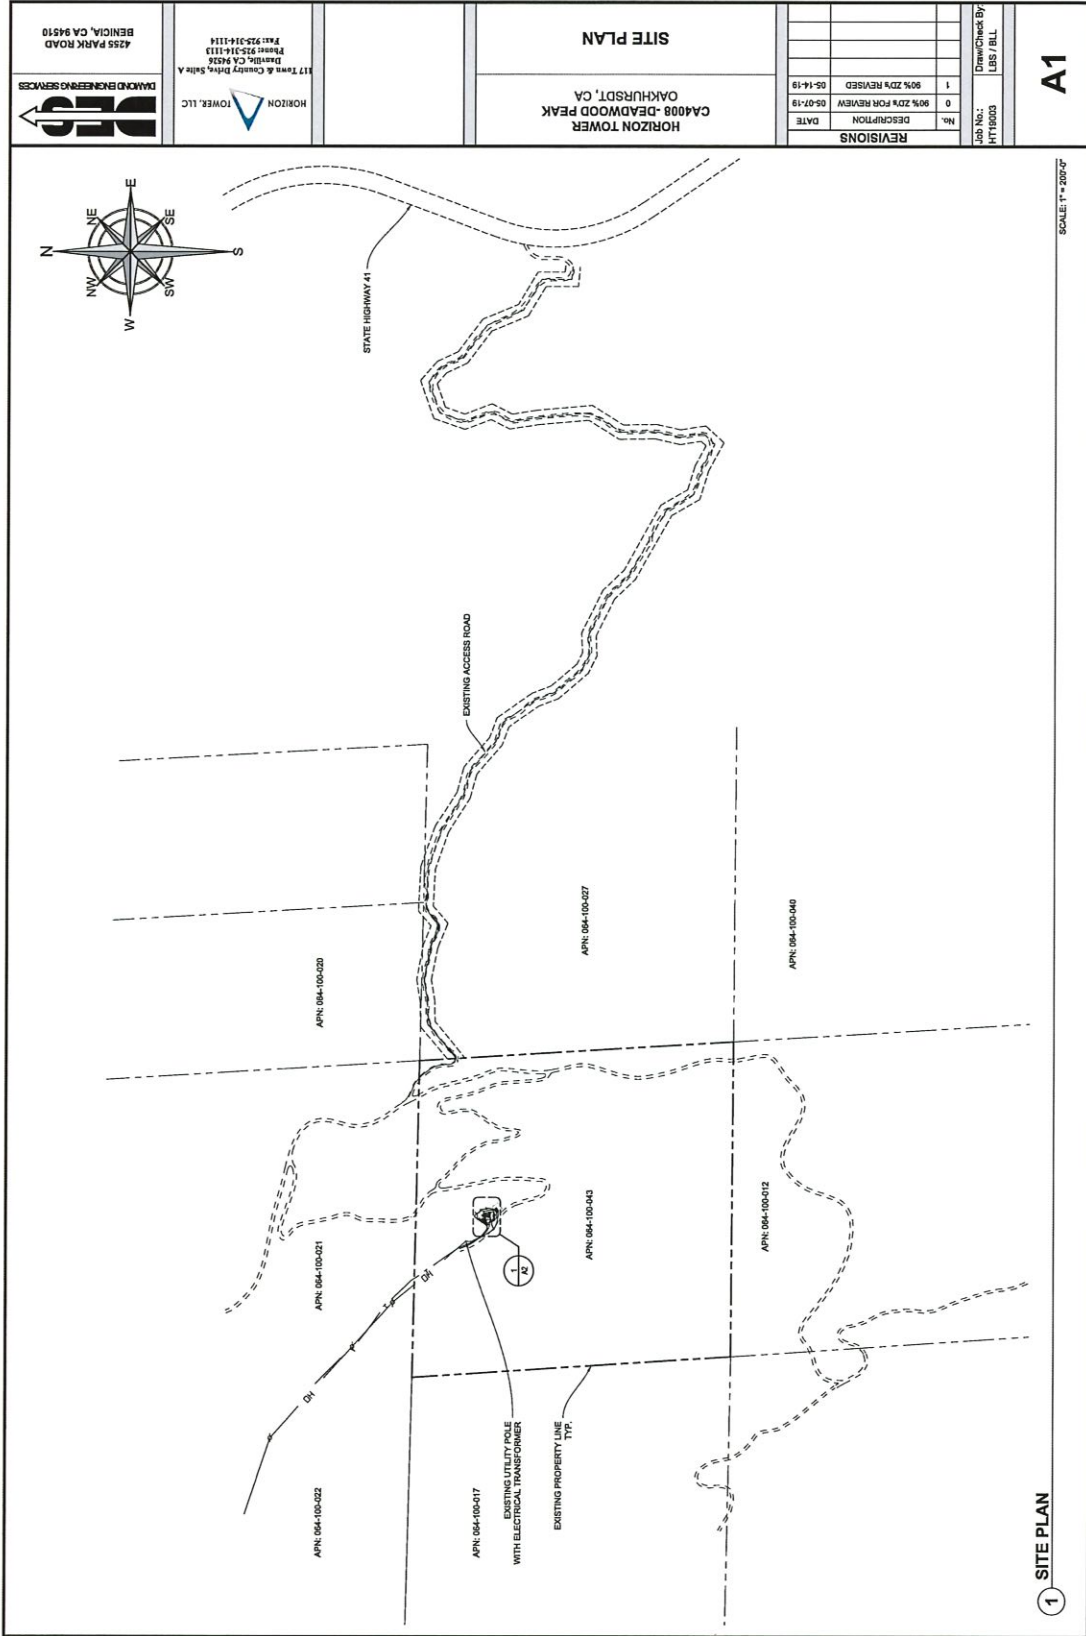 DES
DIAMOND ENGINEERING SERVICES
4255 PARK ROAD
BENICIA, CA 94510
HORIZON TOWER, LLC
117 Town & Country Drive, Suite A
Danville, CA 94526
Phone: 925-314-1113
Fax: 925-314-1114
HORIZON TOWER
CA4008 - DEADWOOD PEAK
OAKHURSDT, CA
SITE PLAN
REVISIONS
No. DESCRIPTION DATE
0 90% ZD's FOR REVIEW 05-07-19
1 90% ZD's REVISED 05-14-19
Job No.:
HT19003
Draw/Check By:
LBS / BLL
A1
N
NE
E
SE
S
SW
W
NW
STATE HIGHWAY 41
EXISTING ACCESS ROAD
APN: 064-100-020
APN: 064-100-027
APN: 064-100-040
APN: 064-100-021
APN: 064-100-043
APN: 064-100-012
APN: 064-100-022
APN: 064-100-017
OH
OH
1
A2
EXISTING UTILITY POLE
WITH ELECTRICAL TRANSFORMER
EXISTING PROPERTY LINE
TYP.
1 SITE PLAN
SCALE: 1" = 200'-0"